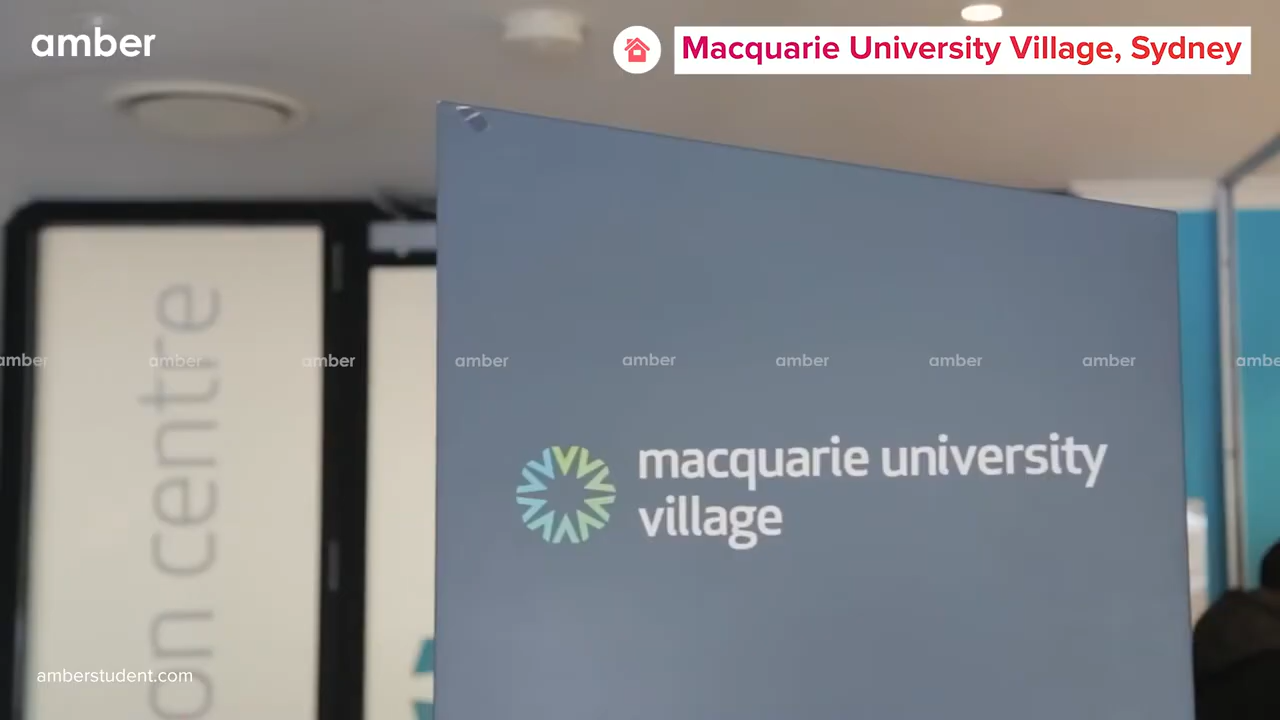 amber
Macquarie University Village, Sydney
on centre
amber amber amber amber amber amber amber amber
macquarie university
village
amberstudent.com